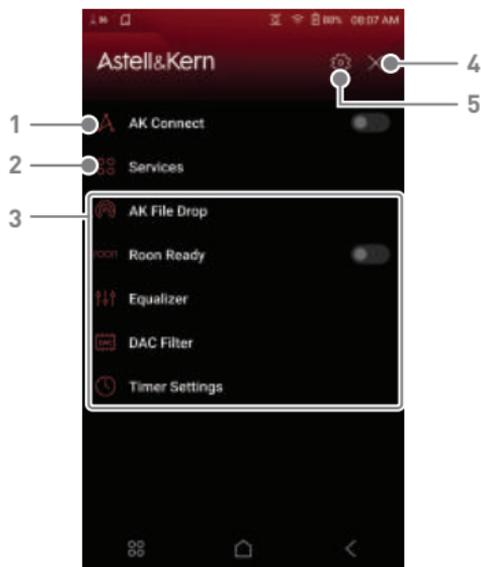 88% 08:07 AM
Astell&Kern
4
5
1
AK Connect
2
Services
3
AK File Drop
roon
Roon Ready
Equalizer
DAC
DAC Filter
Timer Settings